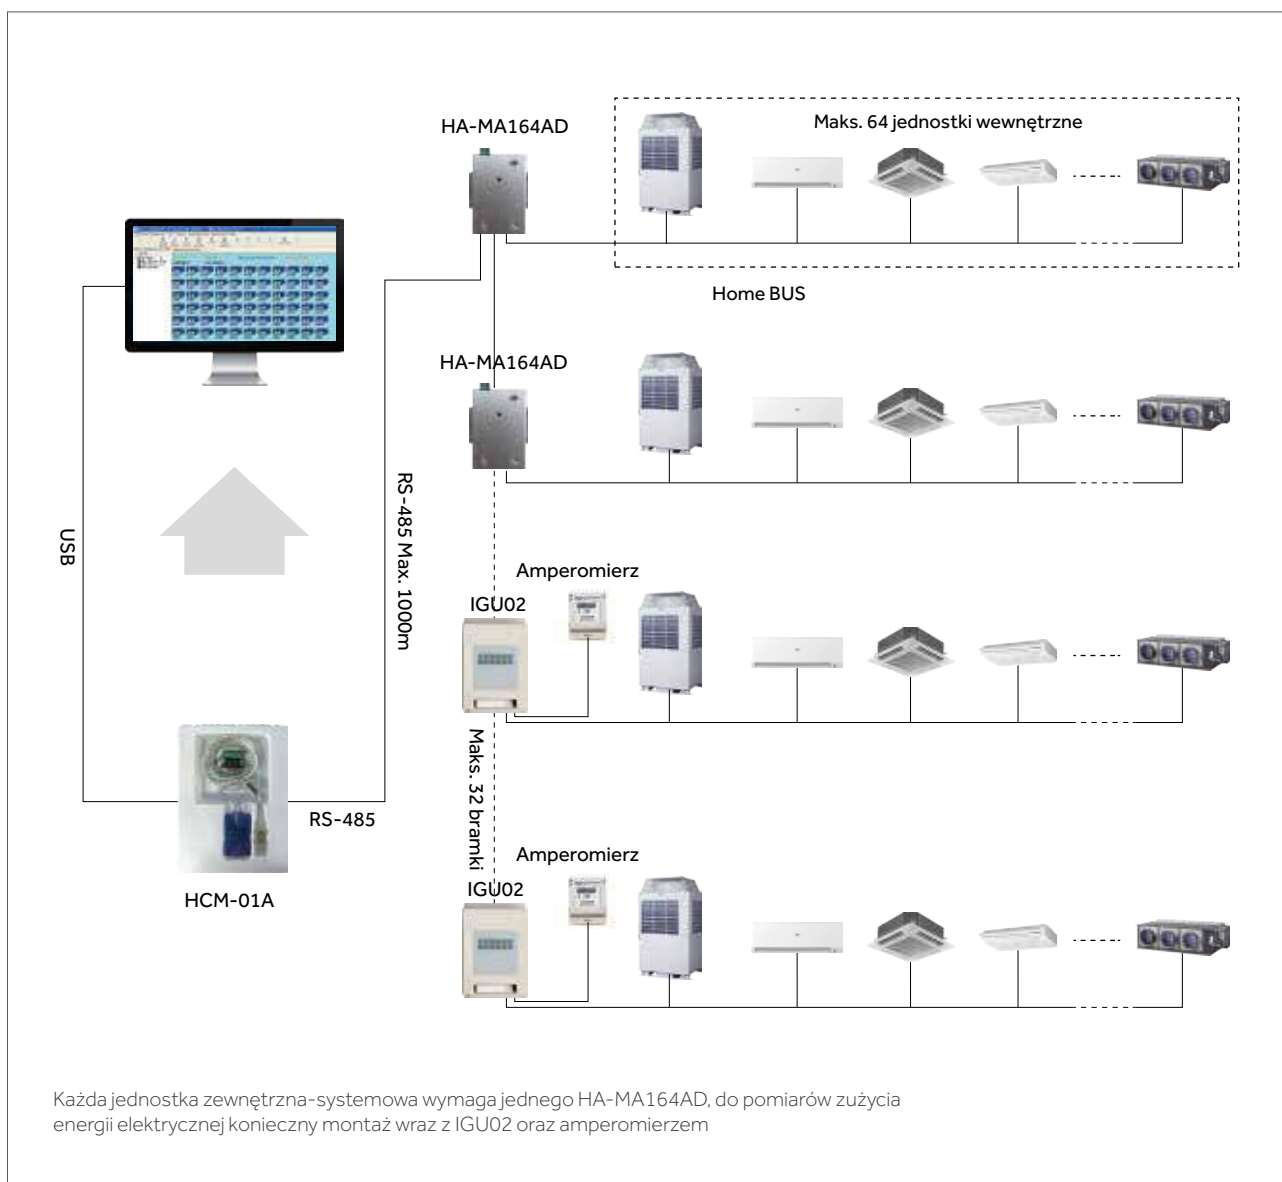 HA-MA164AD
Maks. 64 jednostki wewnętrzne
Home BUS
HA-MA164AD
USB
RS-485 Max. 1000m
Amperomierz
IGU02
Maks. 32 bramki
RS-485
HCM-01A
Amperomierz
IGU02
Każda jednostka zewnętrzna-systemowa wymaga jednego HA-MA164AD, do pomiarów zużycia
energii elektrycznej konieczny montaż wraz z IGU02 oraz amperomierzem